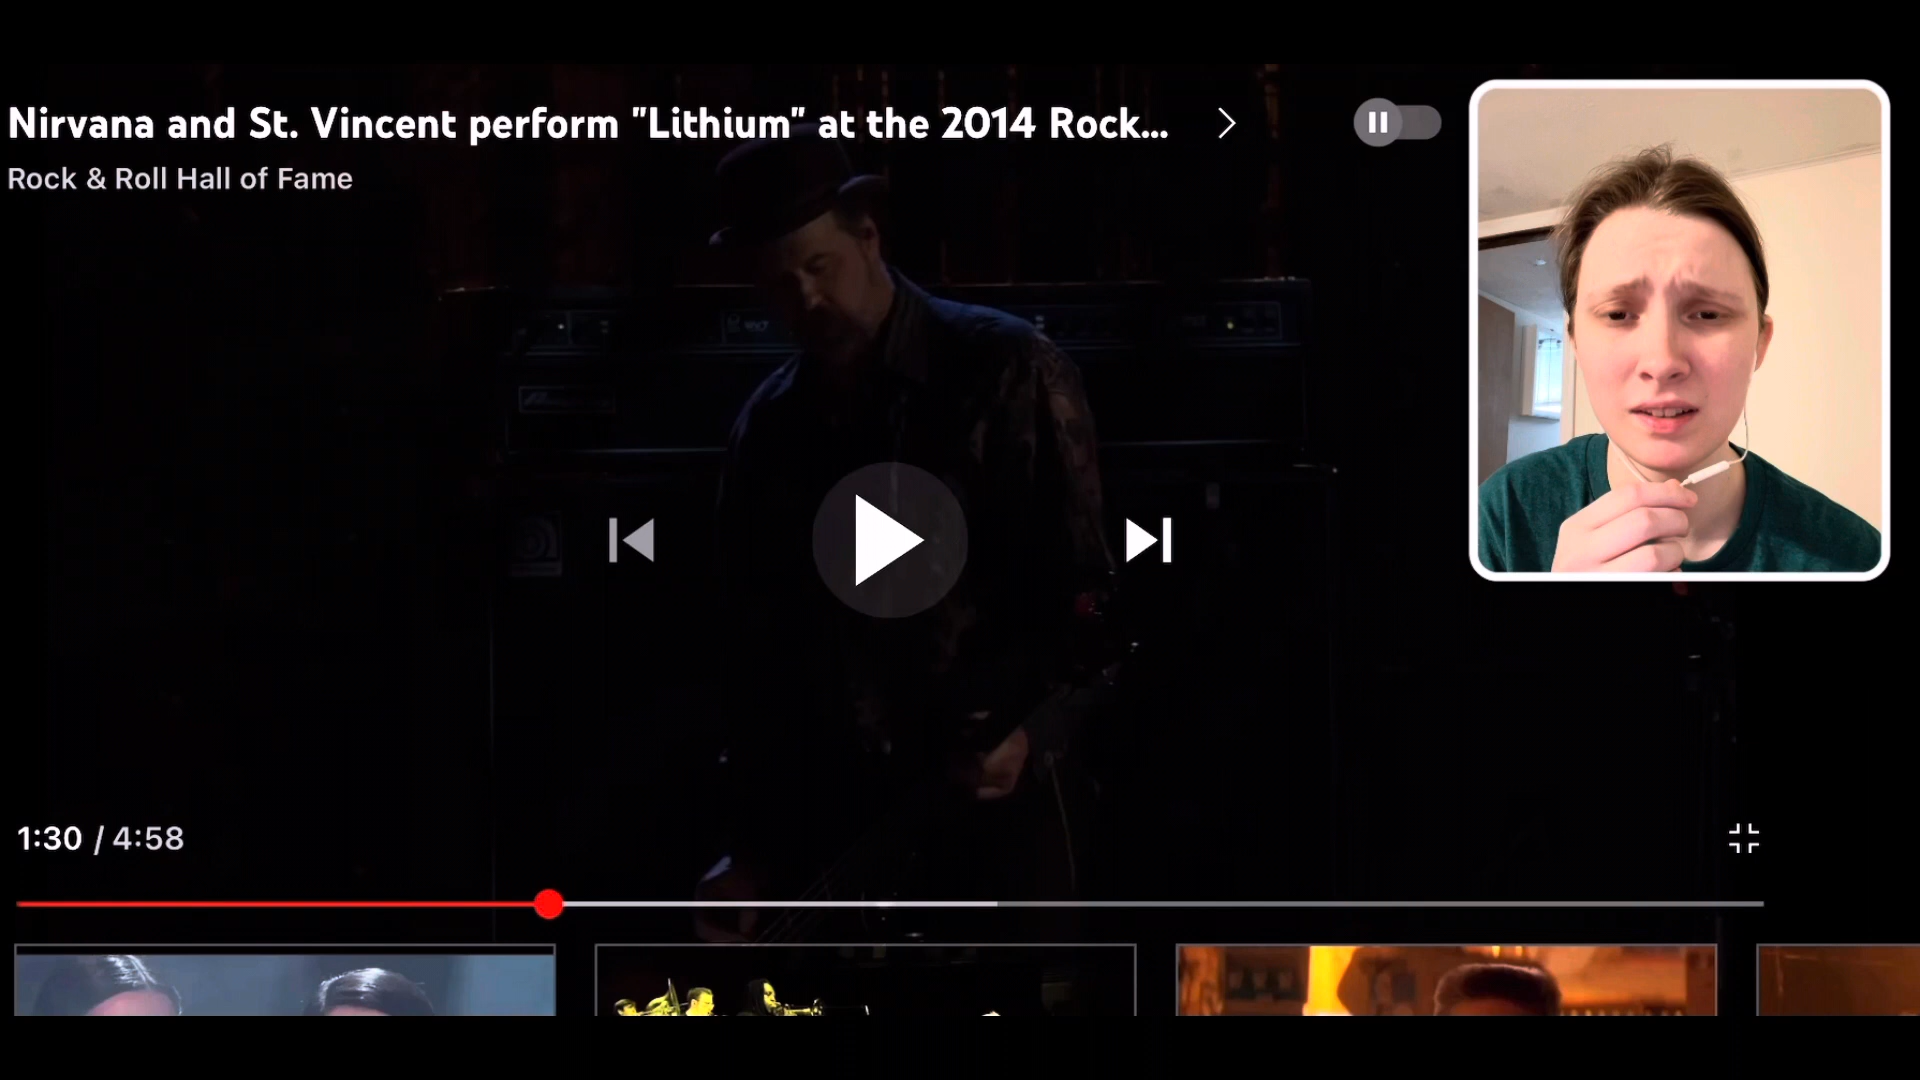 Nirvana and St. Vincent perform "Lithium" at the 2014 Rock...
Rock & Roll Hall of Fame
1:30 / 4:58